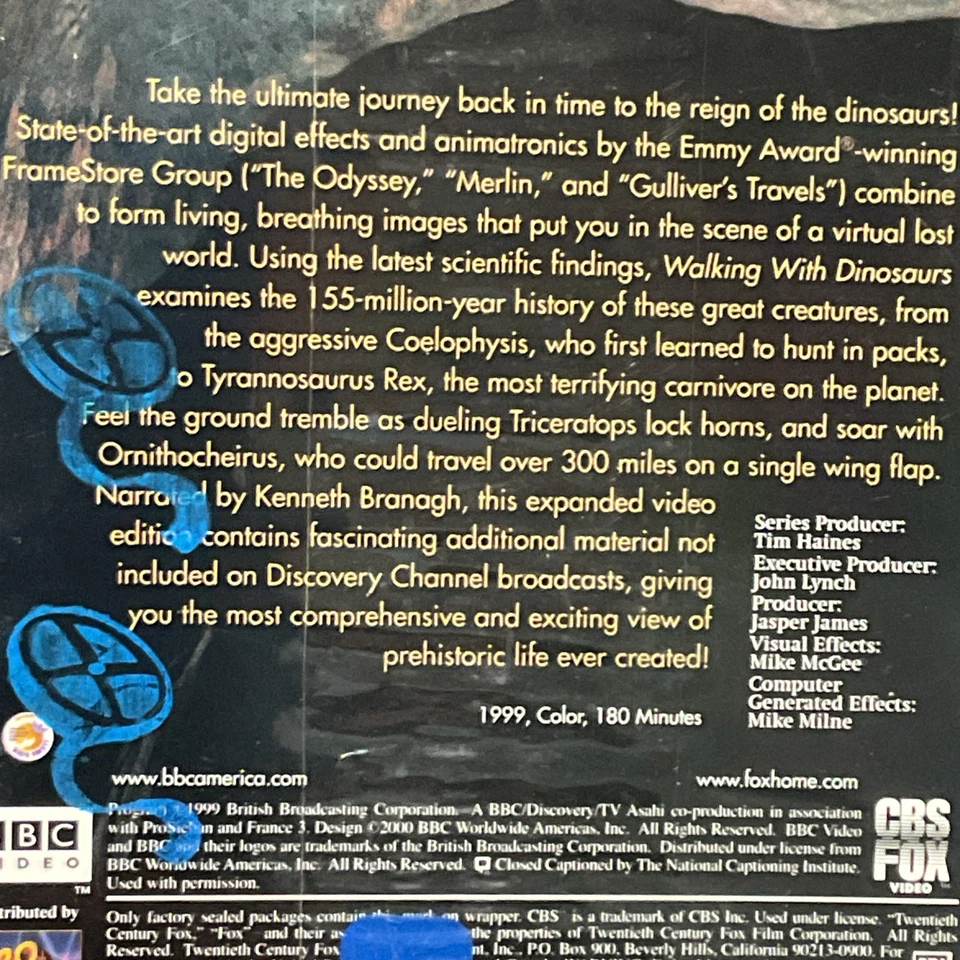 Take the ultimate journey back in time to the reign of the dinosaurs!
State-of-the-art digital effects and animatronics by the Emmy Award®-winning
FrameStore Group ("The Odyssey," "Merlin," and "Gulliver's Travels") combine
to form living, breathing images that put you in the scene of a virtual lost
world. Using the latest scientific findings, Walking With Dinosaurs
examines the 155-million-year history of these great creatures, from
the aggressive Coelophysis, who first learned to hunt in packs,
o Tyrannosaurus Rex, the most terrifying carnivore on the planet.
Feel the ground tremble as dueling Triceratops lock horns, and soar with
Ornithocheirus, who could travel over 300 miles on a single wing flap.
Narrated by Kenneth Branagh, this expanded video
editio contains fascinating additional material not
included on Discovery Channel broadcasts, giving
you the most comprehensive and exciting view of
prehistoric life ever created!
1999, Color, 180 Minutes
Series Producer:
Tim Haines
Executive Producer:
John Lynch
Producer:
Jasper James
Visual Effects:
Mike McGee
Computer
Generated Effects:
Mike Milne
www.bbcamerica.com
www.foxhome.com
1999 British Broadcasting Corporation. A BBC/Discovery/TV Asahi co-production in association
with and France 3. Design ©2000 BBC Worldwide Americas, Inc. All Rights Reserved. BBC Video
and BBC their logos are trademarks of the British Broadcasting Corporation. Distributed under license from
BBC Worldwide Americas, Inc. All Rights Reserved. Closed Captioned by The National Captioning Institute.
Used with permission.
BBC
IDEO
TM
CBS
FOX
VIDEO
tributed by
Only factory sealed packages contain on wrapper. CBS is a trademark of CBS Inc. Used under license. "Twentieth
Century Fox," "Fox" and their as the properties of Twentieth Century Fox Film Corporation. All Rights
Reserved. Twentieth Century Fox nt, Inc., P.O. Box 900, Beverly Hills, California 90213-0900. For